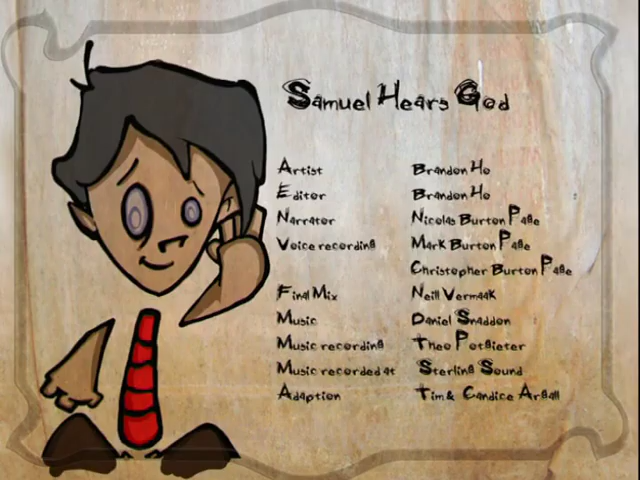 Samuel Hears God
Artist Brandon Ho
Editor Brandon Ho
Narrator Nicolas Burton Page
Voice recording Mark Burton Page
Christopher Burton Page
Final Mix Neill Vermaak
Music Daniel Snaddon
Music recording Theo Potgieter
Music recorded at Sterling Sound
Adaption Tim & Candice Argall